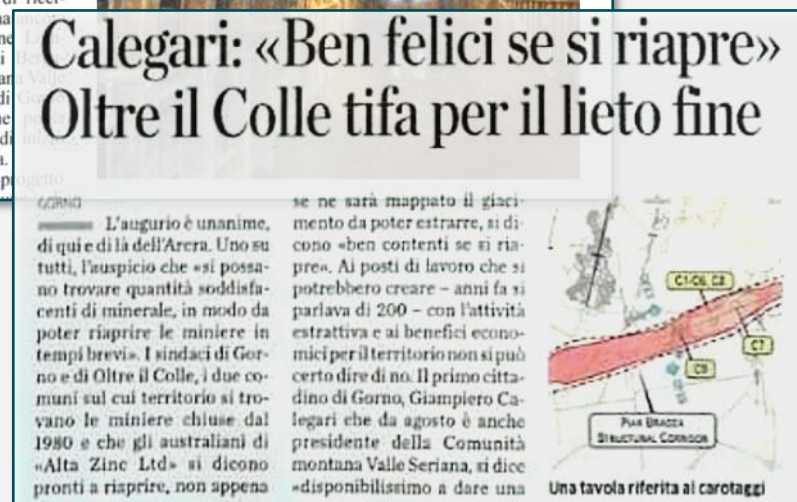 Calegari: «Ben felici se si riapre»
Oltre il Colle tifa per il lieto fine
GORNO
L'augurio è unanime,
di qui e di là dell'Arera. Uno su
tutti, l'auspicio che «si possa-
no trovare quantità soddisfa-
centi di minerale, in modo da
poter riaprire le miniere in
tempi brevi». I sindaci di Gor-
no e di Oltre il Colle, i due co-
muni sul cui territorio si tro-
vano le miniere chiuse dal
1980 e che gli australiani di
«Alta Zinc Ltd» si dicono
pronti a riaprire, non appena
se ne sarà mappato il giaci-
mento da poter estrarre, si di-
cono «ben contenti se si ria-
pre». Ai posti di lavoro che si
potrebbero creare – anni fa si
parlava di 200 – con l'attività
estrattiva e ai benefici econo-
mici per il territorio non si può
certo dire di no. Il primo citta-
dino di Gorno, Giampiero Ca-
legari che da agosto è anche
presidente della Comunità
montana Valle Seriana, si dice
«disponibilissimo a dare una
C7
PIAN BRACCA
STRUCTURAL CORRIDOR
Una tavola riferita ai carotaggi